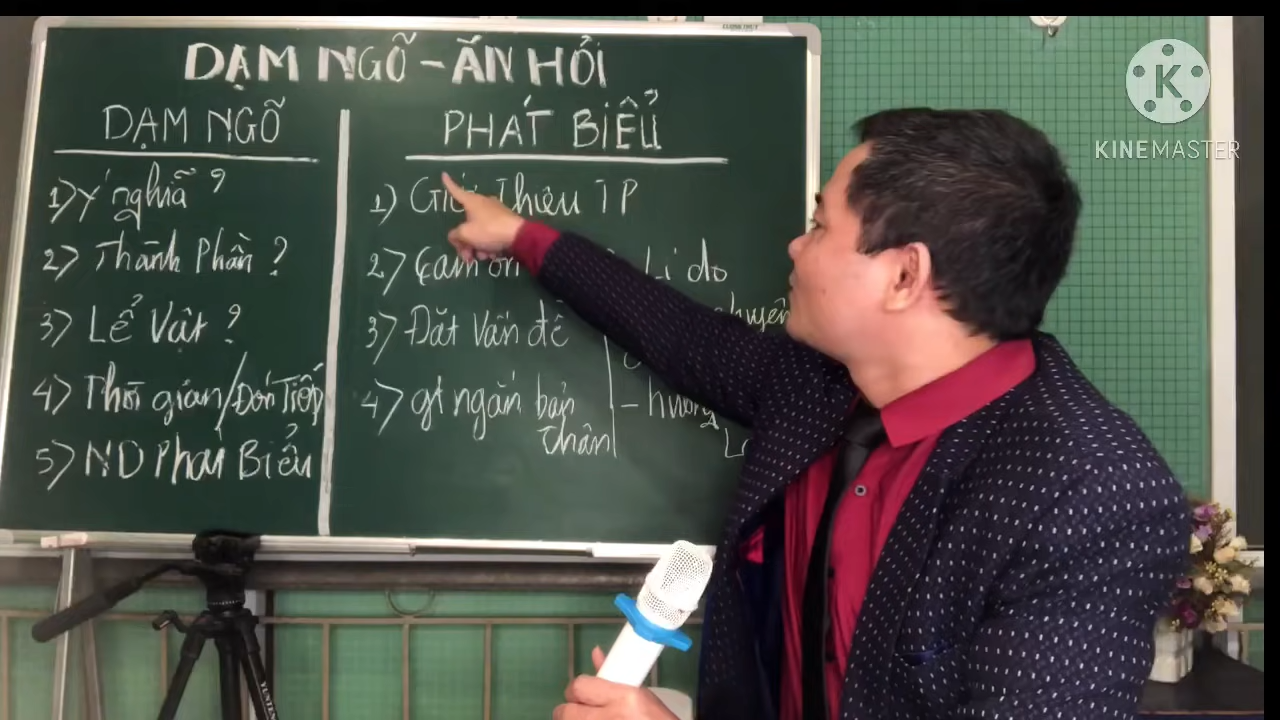 DẠM NGÕ - ĂN HỎI
DẠM NGÕ
1) Ý nghĩa ?
2) Thành Phần ?
3) Lể Vật ?
4) Thời gian/Đón Tiếp
5) ND Phát Biểu
PHÁT BIỂU
1) Giới Thiệu TP
2) Cảm ơn Lí do
3) Đặt Vấn đề
4) gt ngắn bản
thân
- hướng
K
KINEMASTER